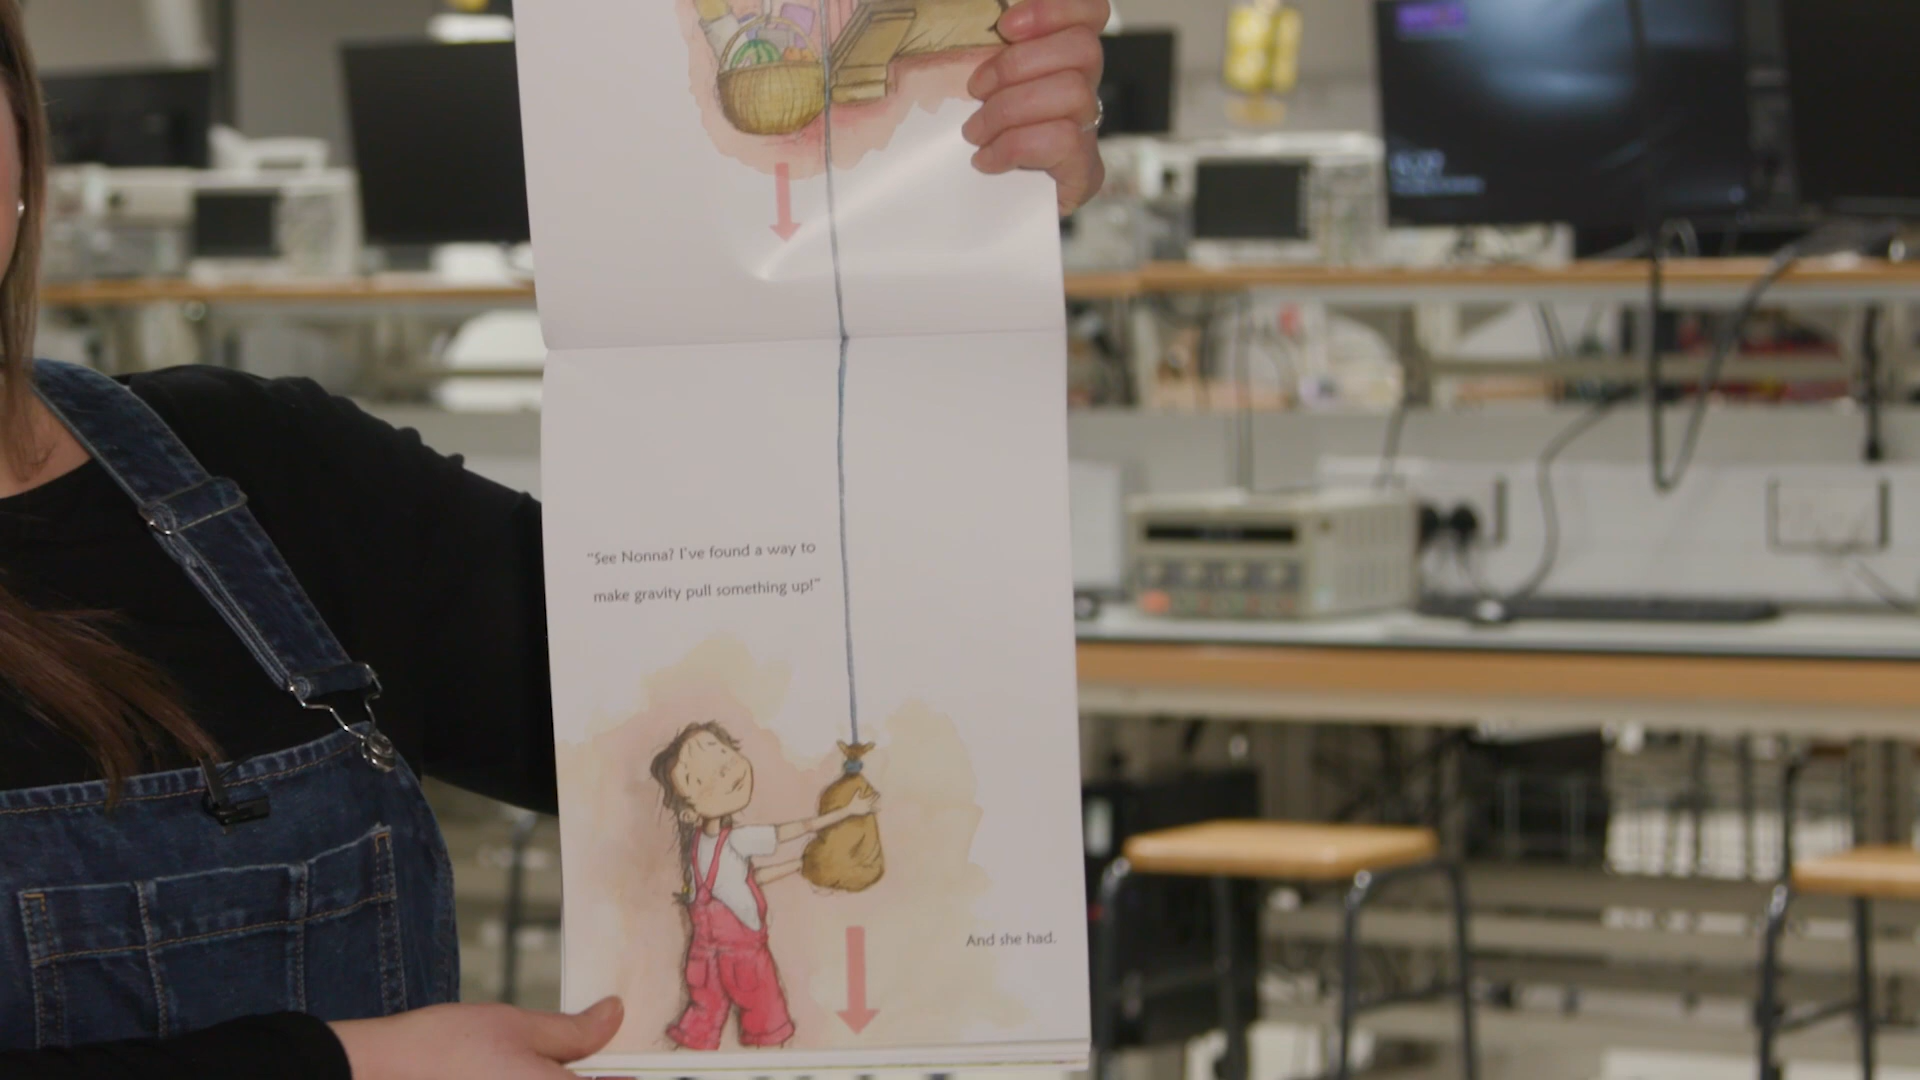 "See Nonna? I've found a way to
make gravity pull something up!"
And she had.